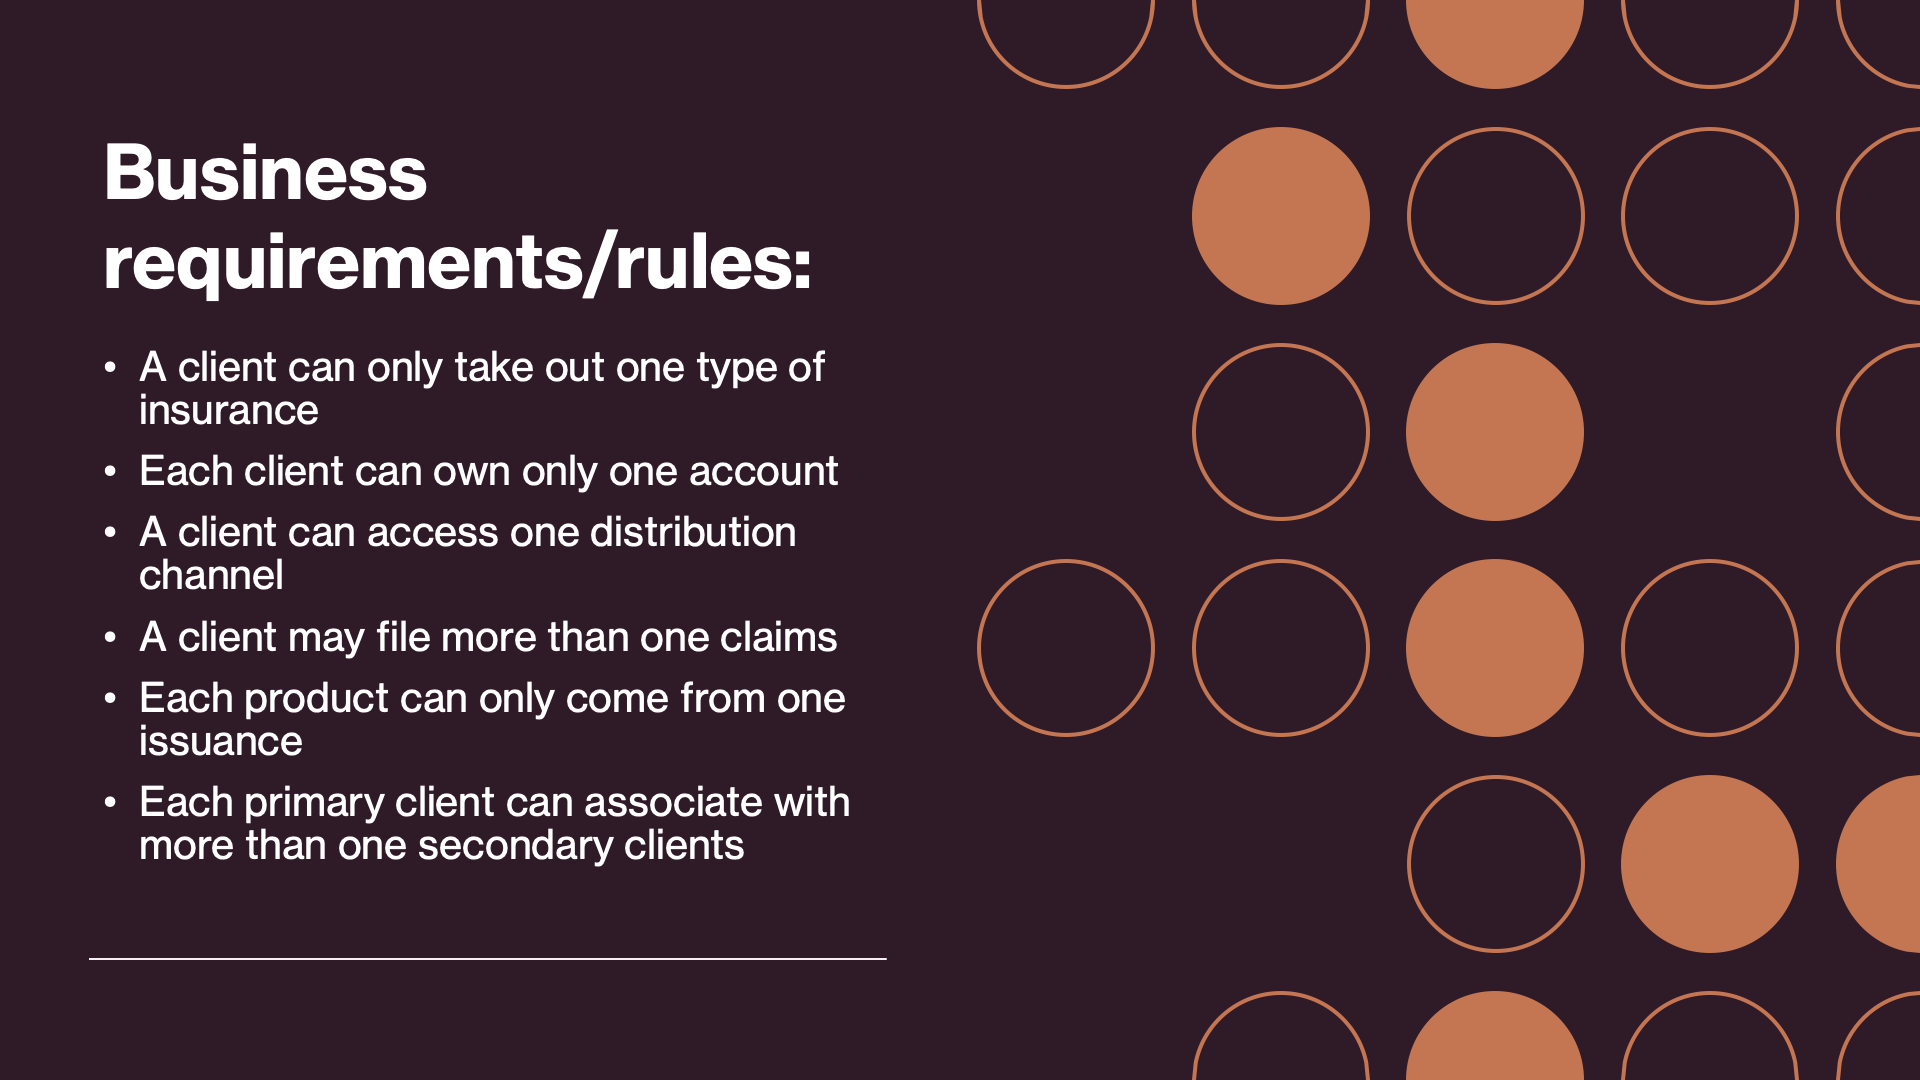 Business
requirements/rules:
• A client can only take out one type of
insurance
• Each client can own only one account
• A client can access one distribution
channel
• A client may file more than one claims
• Each product can only come from one
issuance
• Each primary client can associate with
more than one secondary clients